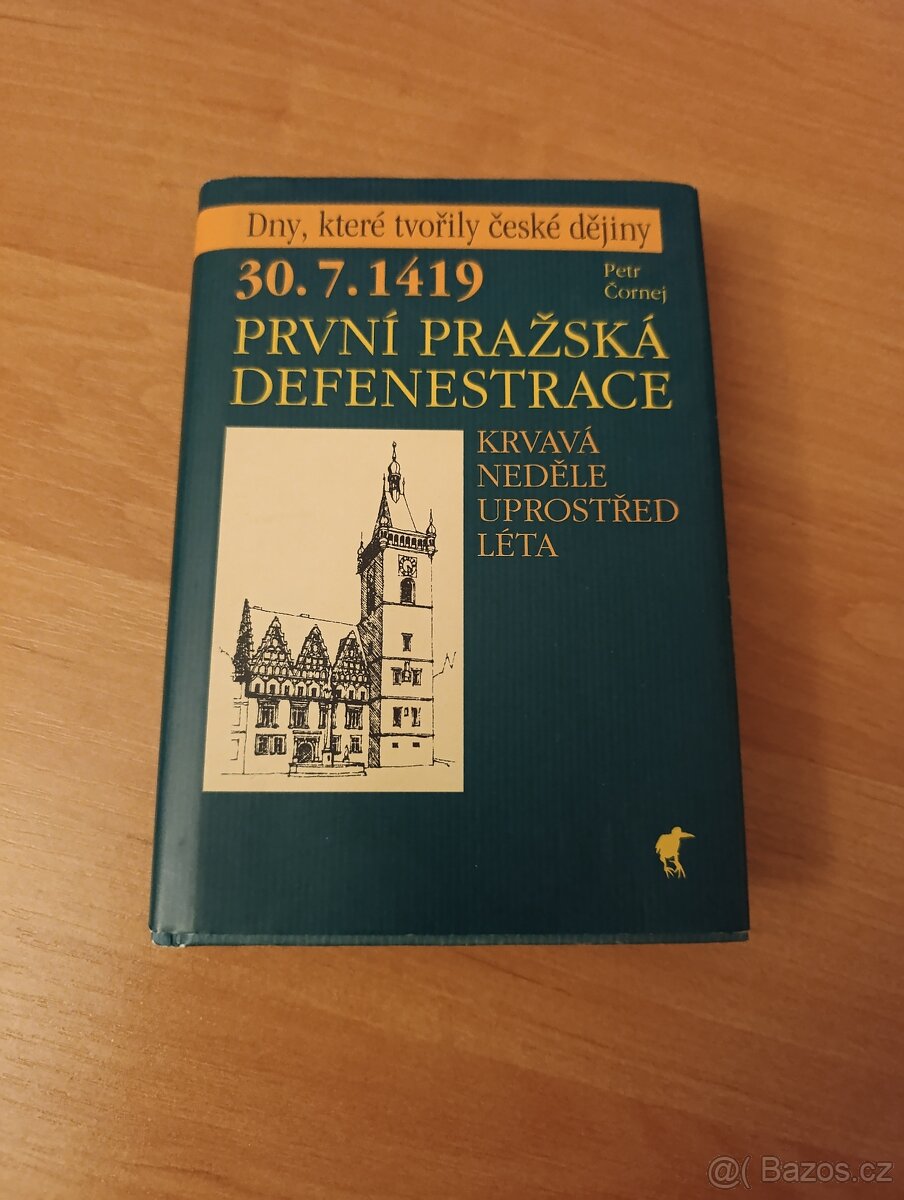 Dny, které tvořily české dějiny
30.7.1419
Petr
Čornej
PRVNÍ PRAŽSKÁ
DEFENESTRACE
KRVAVÁ
NEDĚLE
UPROSTŘED
LÉTA
@( Bazos.cz